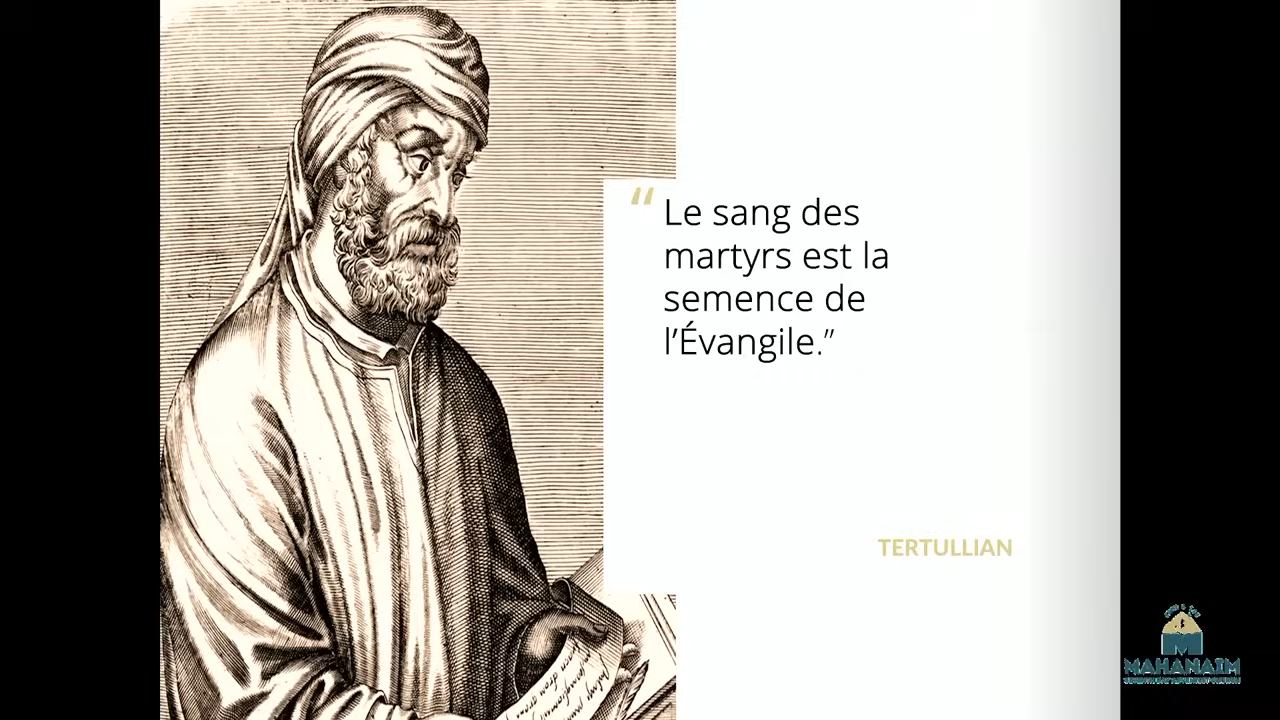 “Le sang des
martyrs est la
semence de
l’Évangile.”
TERTULLIAN
MAHANAIM